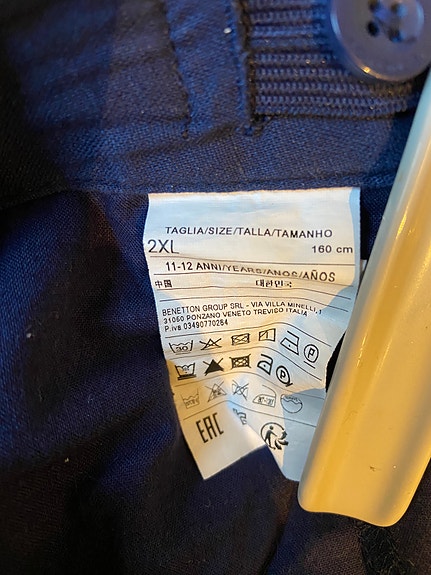 TAGLIA/SIZE/TALLA/TAMANHO
2XL 160 cm
11-12 ANNI/YEARS/ANOS/AÑOS
中国 대한민국
BENETTON GROUP SRL - VIA VILLA MINELLI,1
31050 PONZANO VENETO TREVISO ITALIA
P.iva 03490770264
30 P
P
EAC